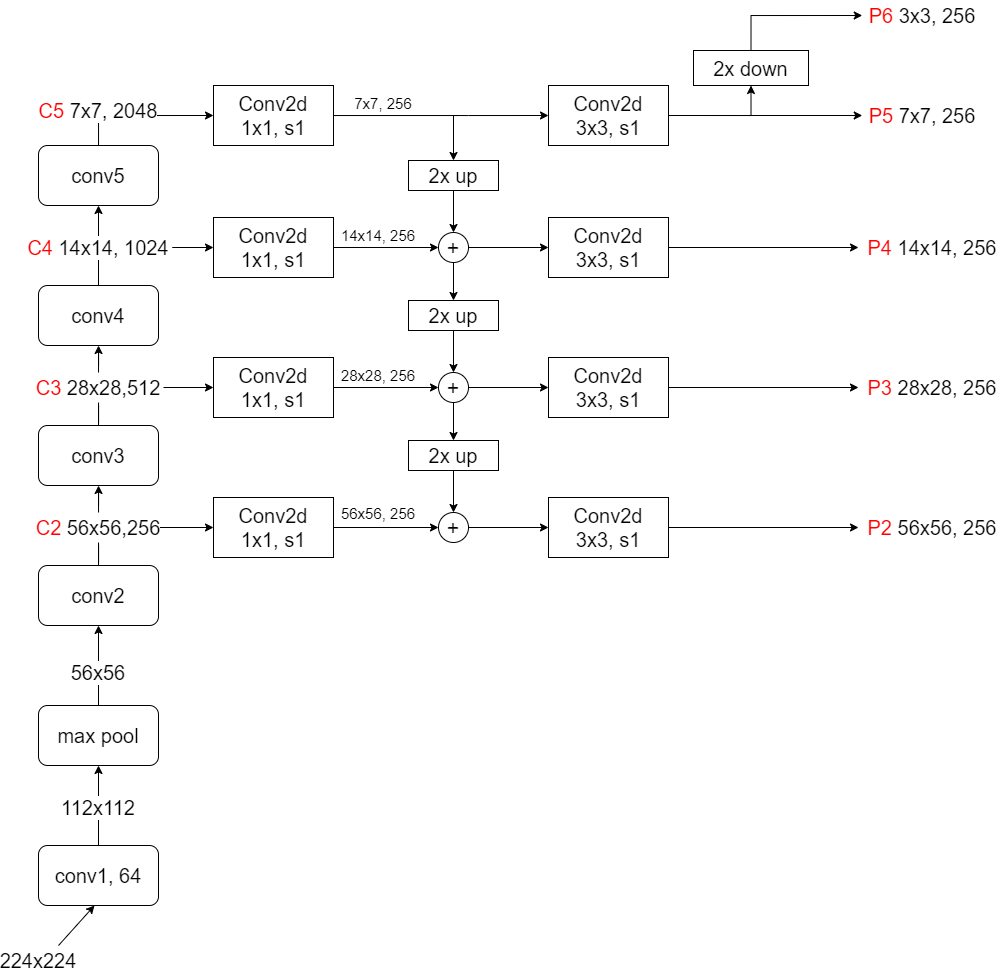 P6 3x3, 256
2x down
C5 7x7, 2048
Conv2d
1x1, s1
7x7, 256
Conv2d
3x3, s1
P5 7x7, 256
conv5
2x up
C4 14x14, 1024
Conv2d
1x1, s1
14x14, 256
+
Conv2d
3x3, s1
P4 14x14, 256
conv4
2x up
C3 28x28,512
Conv2d
1x1, s1
28x28, 256
+
Conv2d
3x3, s1
P3 28x28, 256
conv3
2x up
C2 56x56,256
Conv2d
1x1, s1
56x56, 256
+
Conv2d
3x3, s1
P2 56x56, 256
conv2
56x56
max pool
112x112
conv1, 64
224x224